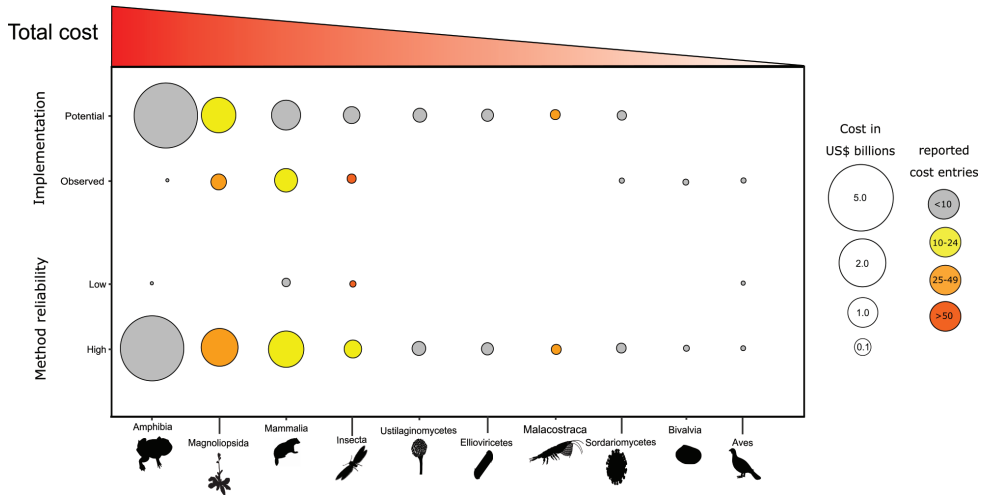 Total cost
Implementation
Potential
Observed
Method reliability
Low
High
Amphibia
Magnoliopsida
Mammalia
Insecta
Ustilaginomycetes
Ellioviricetes
Malacostraca
Sordariomycetes
Bivalvia
Aves
Cost in
US$ billions
5.0
2.0
1.0
0.1
reported
cost entries
<10
10-24
25-49
>50